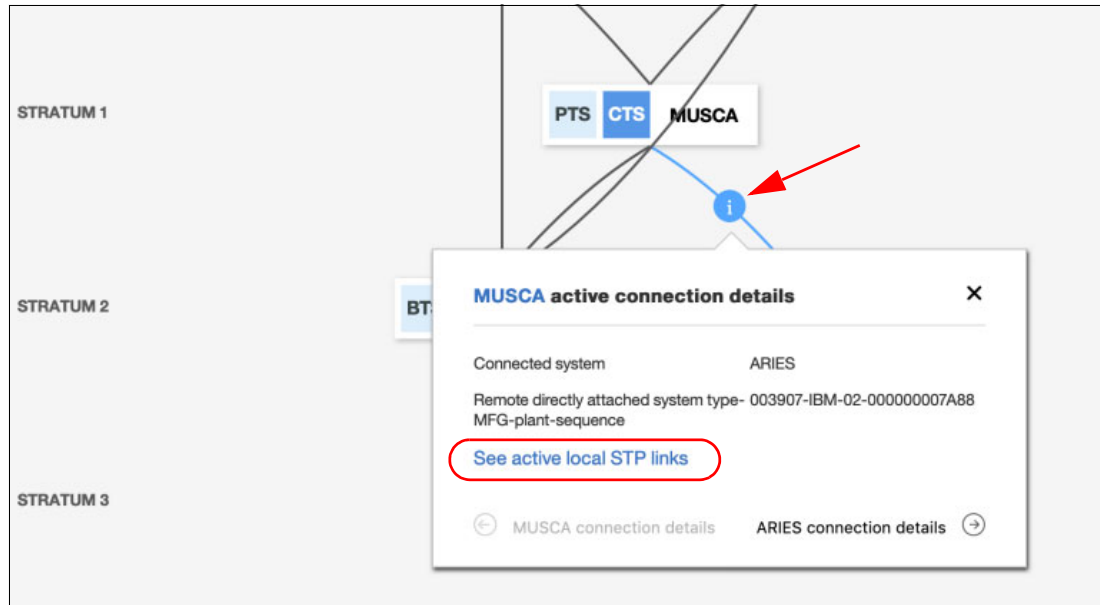 STRATUM 1
PTS CTS MUSCA
i
STRATUM 2
BT
MUSCA active connection details
Connected system ARIES
Remote directly attached system type- 003907-IBM-02-000000007A88
MFG-plant-sequence
See active local STP links
STRATUM 3
MUSCA connection details ARIES connection details